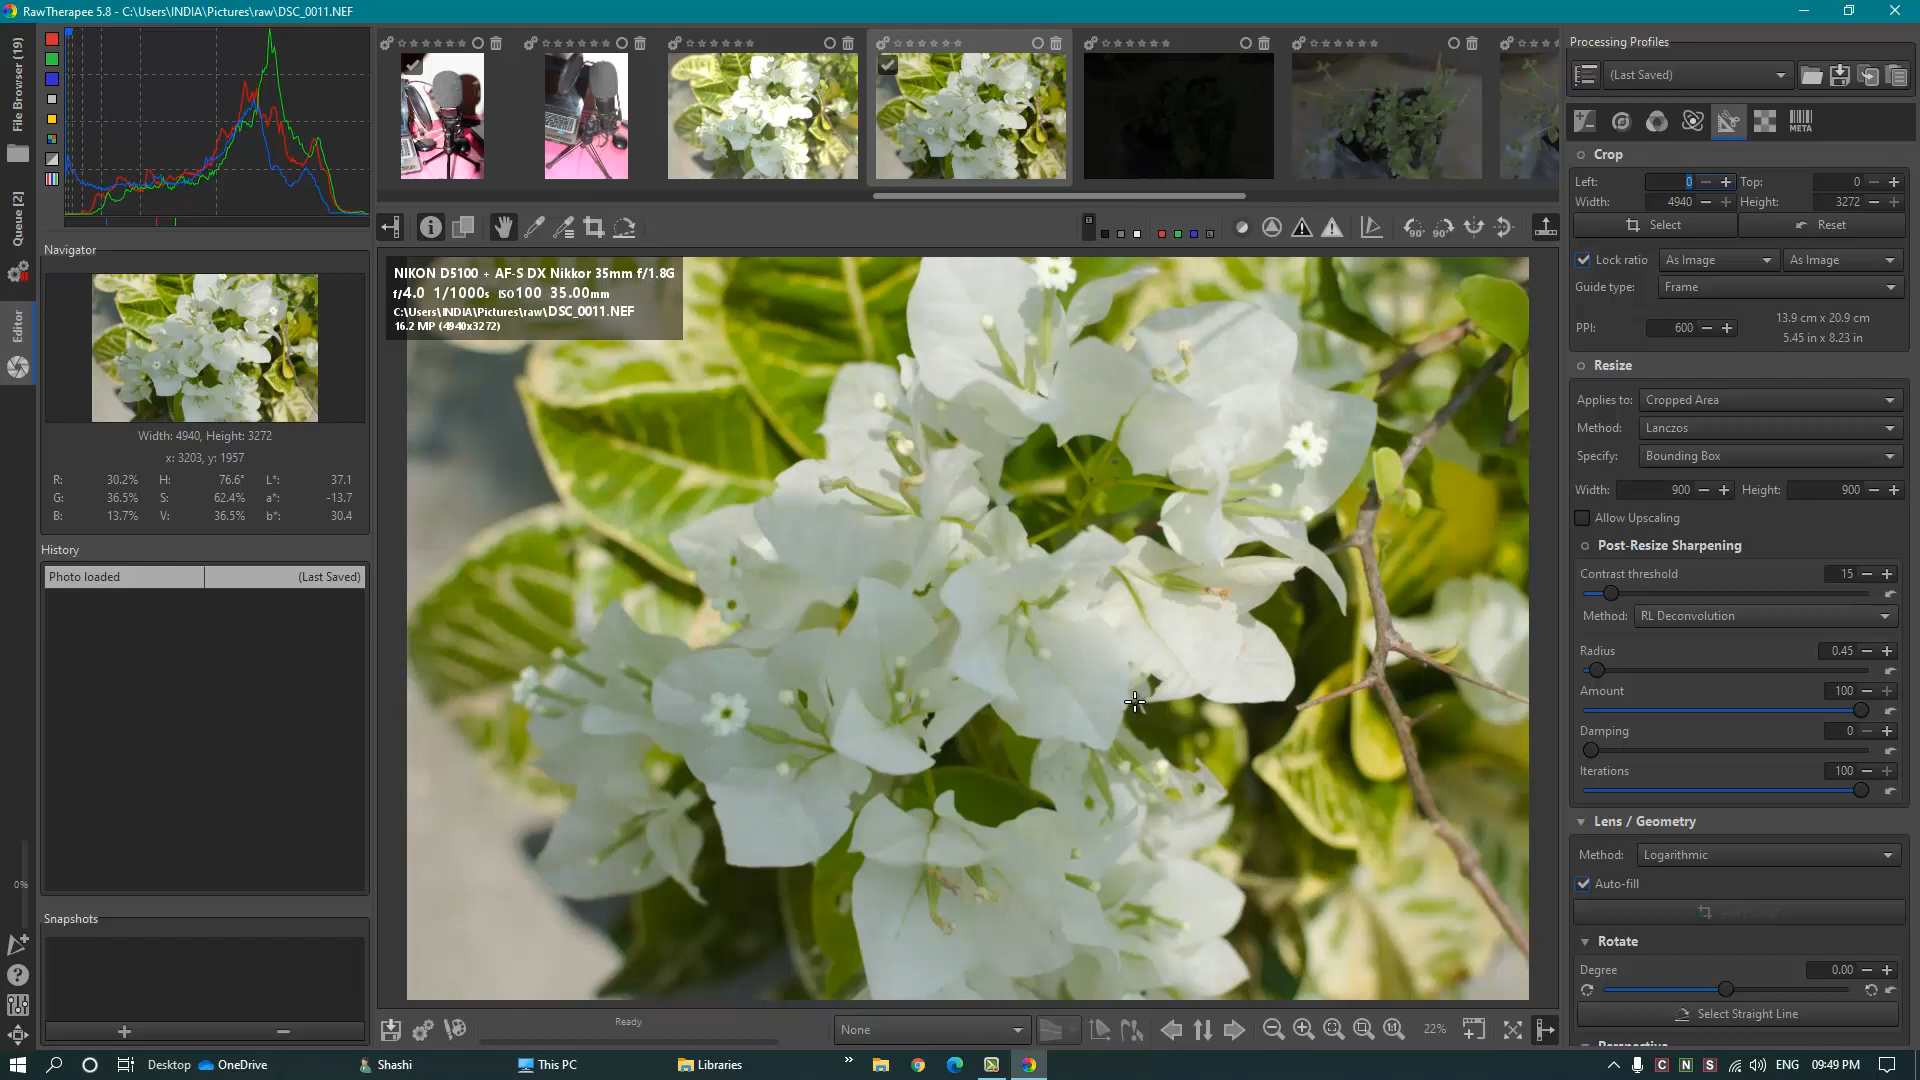 RawTherapee 5.8 - C:\Users\INDIA\Pictures\raw\DSC_0011.NEF
File Browser (19)
Queue [2]
Editor
0%
Navigator
Width: 4940, Height: 3272
x: 3203, y: 1957
R: 30.2% H: 76.6° L*: 37.1
G: 36.5% S: 62.4% a*: -13.7
B: 13.7% V: 36.5% b*: 30.4
History
Photo loaded (Last Saved)
Snapshots
NIKON D5100 + AF-S DX Nikkor 35mm f/1.8G
f/4.0 1/1000s ISO100 35.00mm
C:\Users\INDIA\Pictures\raw\DSC_0011.NEF
16.2 MP (4940x3272)
Ready
None
22%
Processing Profiles
(Last Saved)
META
Crop
Left: 0 Top: 0
Width: 4940 Height: 3272
Select Reset
Lock ratio As Image As Image
Guide type: Frame
PPI: 600 13.9 cm x 20.9 cm
5.45 in x 8.23 in
Resize
Applies to: Cropped Area
Method: Lanczos
Specify: Bounding Box
Width: 900 Height: 900
Allow Upscaling
Post-Resize Sharpening
Contrast threshold 15
Method: RL Deconvolution
Radius 0.45
Amount 100
Damping 0
Iterations 100
Lens / Geometry
Method: Logarithmic
Auto-fill
Rotate
Degree 0.00
Select Straight Line
Desktop OneDrive Shashi This PC Libraries
ENG 09:49 PM